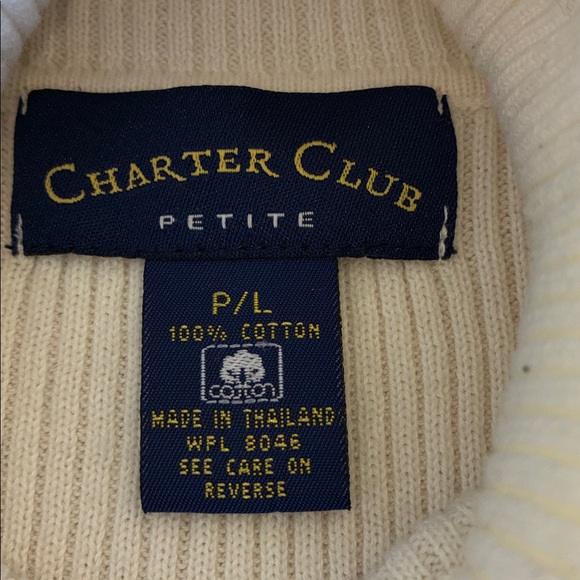 CHARTER CLUB
PETITE
P/L
100% COTTON
cotton
MADE IN THAILAND
WPL 8046
SEE CARE ON
REVERSE